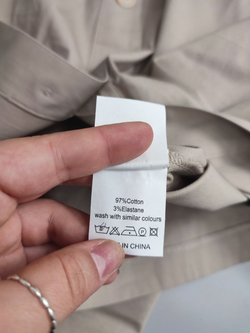 97%Cotton
3%Elastane
wash with similar colours
IN CHINA